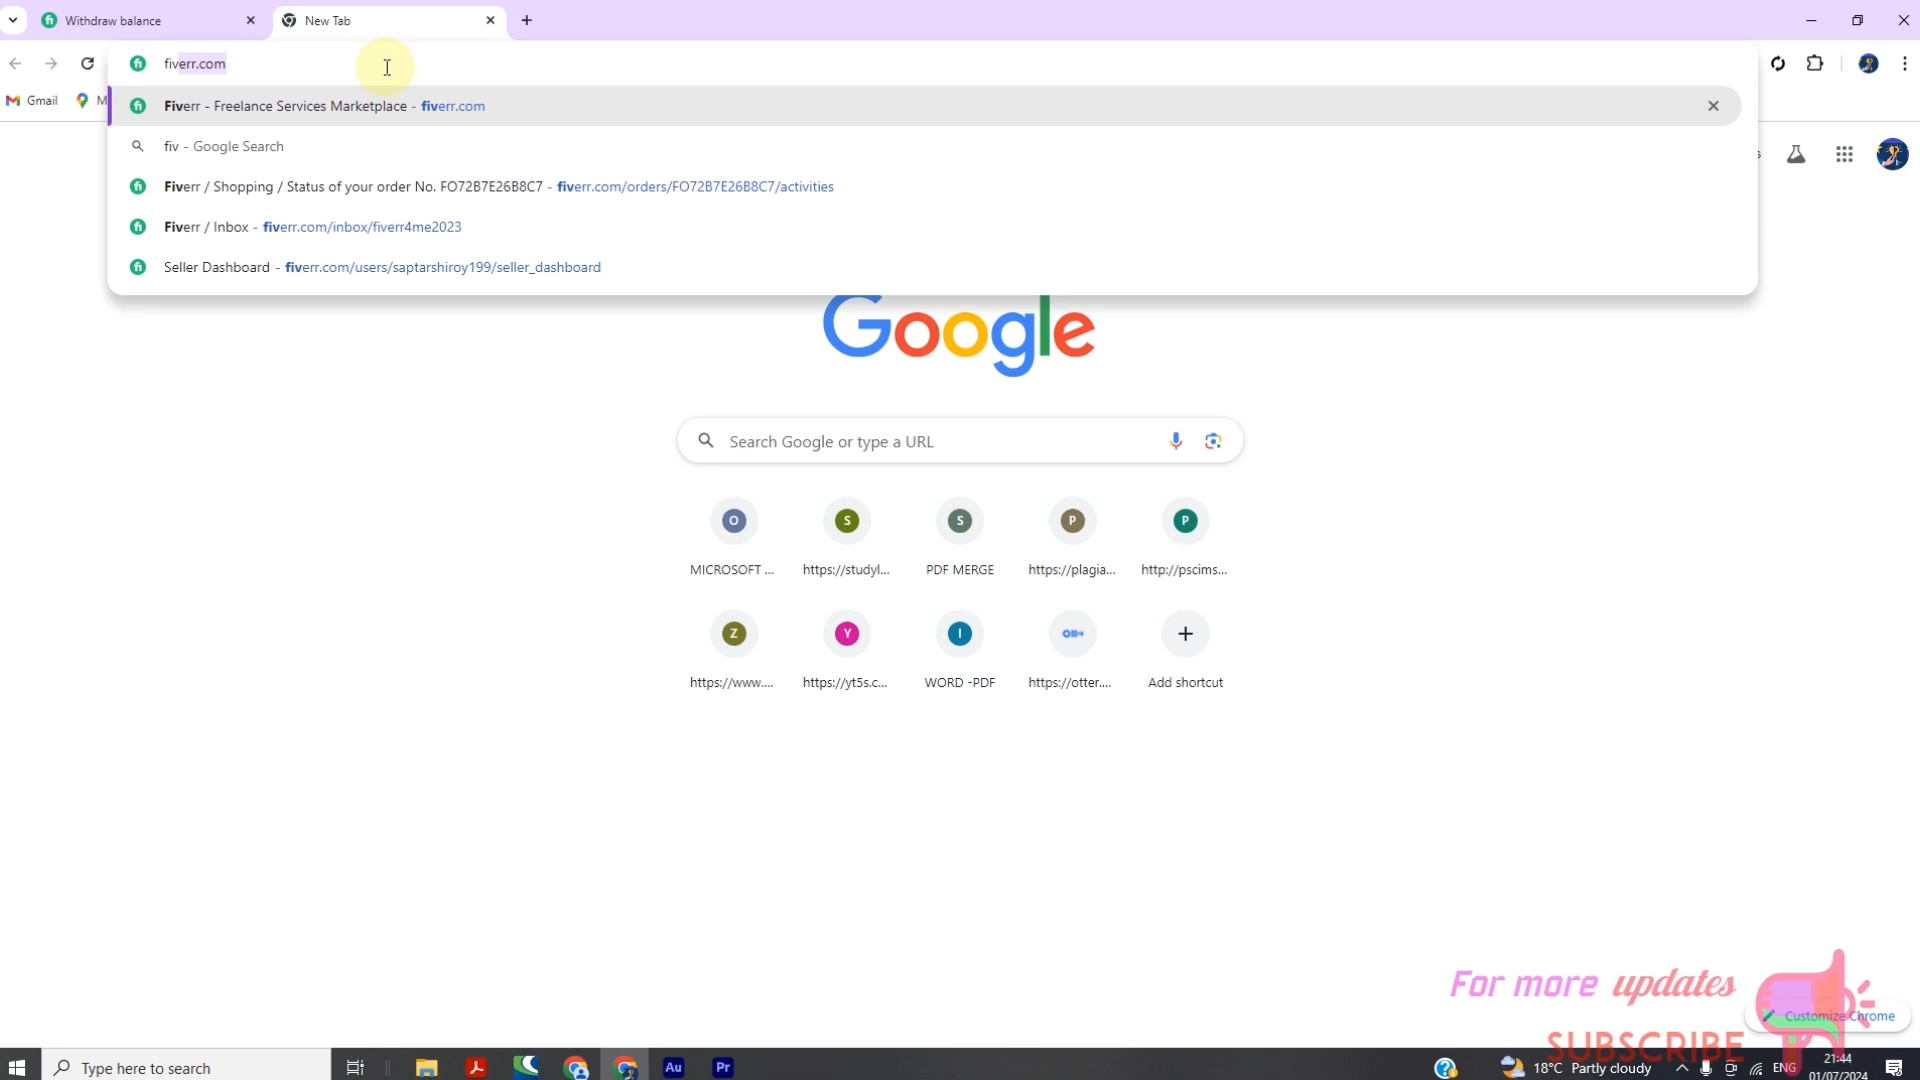 Withdraw balance
New Tab
fiverr.com
Gmail
M
Fiverr - Freelance Services Marketplace - fiverr.com
fiv - Google Search
Fiverr / Shopping / Status of your order No. FO72B7E26B8C7 - fiverr.com/orders/FO72B7E26B8C7/activities
Fiverr / Inbox - fiverr.com/inbox/fiverr4me2023
Seller Dashboard - fiverr.com/users/saptarshiroy199/seller_dashboard
Google
Search Google or type a URL
O S S P P
MICROSOFT ... https://studyl... PDF MERGE https://plagia... http://pscims...
Z Y I
https://www.... https://yt5s.c... WORD -PDF https://otter.... Add shortcut
For more updates
Customize Chrome
SUBSCRIBE
Type here to search
Au Pr
18°C Partly cloudy
ENG
21:44
01/07/2024